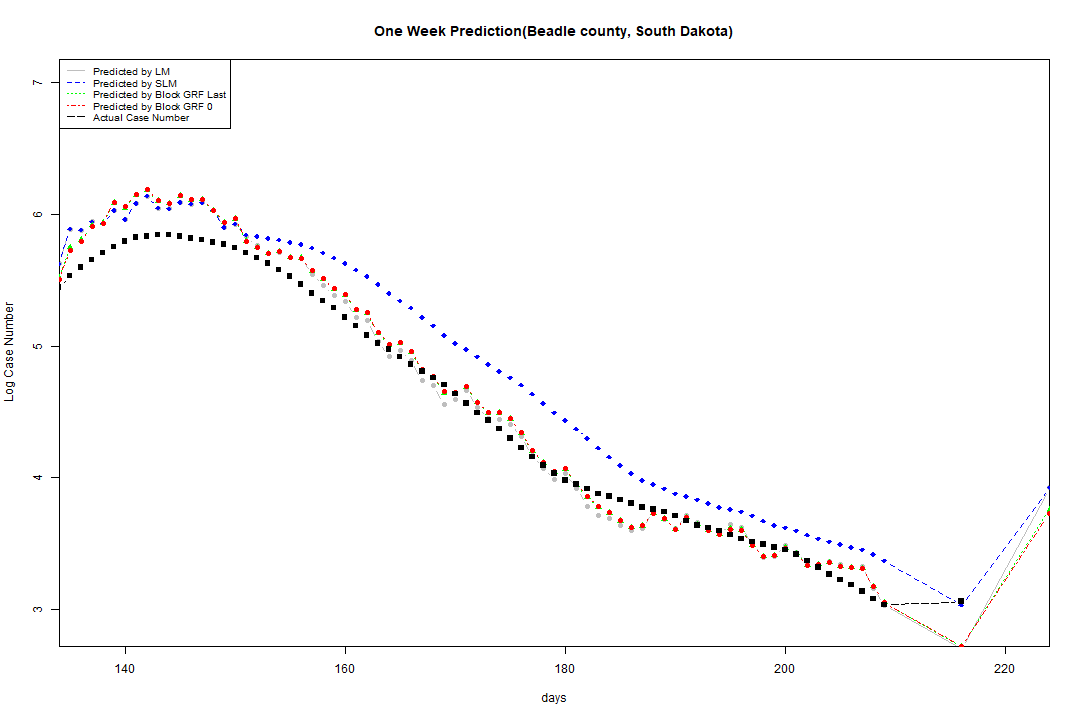 One Week Prediction(Beadle county, South Dakota)
Predicted by LM
Predicted by SLM
Predicted by Block GRF Last
Predicted by Block GRF 0
Actual Case Number
7
6
5
4
3
Log Case Number
140 160 180 200 220
days